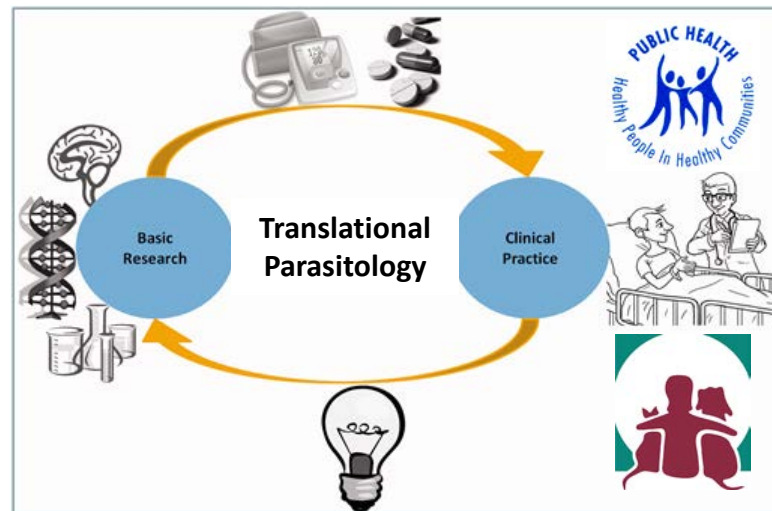 PUBLIC HEALTH
Healthy People In Healthy Communities
Basic
Research
Translational
Parasitology
Clinical
Practice